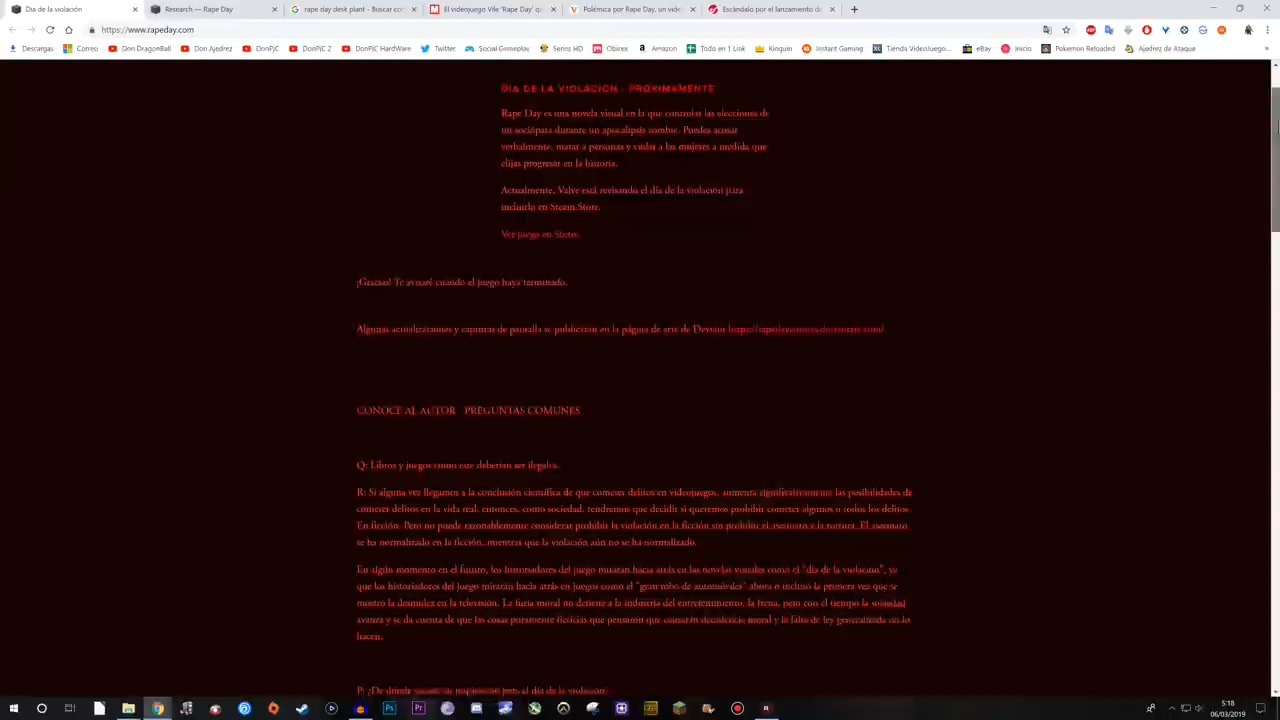 Dia de la violación
Research — Rape Day
rape day desk plant - Buscar con
El videojuego Vile 'Rape Day' qu
Polémica por Rape Day, un vide
Escándalo por el lanzamiento d
https://www.rapeday.com
Descargas Correo Don DragonBall Don Ajedrez DonPjC DonPjC 2 DonPjC HardWare Twitter Social-Gameplay Series HD Obirex Amazon Todo en 1 Link Kinguin Instant Gaming Tienda VideoJuego... eBay Inicio Pokemon Reloaded Ajedrez de Ataque
DÍA DE LA VIOLACIÓN - PRÓXIMAMENTE
Rape Day es una novela visual en la que controlas las elecciones de
un sociópata durante un apocalipsis zombie. Puedes acosar
verbalmente, matar a personas y violar a las mujeres a medida que
elijas progresar en la historia.
Actualmente, Valve está revisando el día de la violación para
incluirlo en Steam Store.
Ver juego en Steam
¡Gracias! Te avisaré cuando el juego haya terminado.
Algunas actualizaciones y capturas de pantalla se publicarán en la página de arte de Deviant
CONOCE AL AUTOR PREGUNTAS COMUNES
Q: Libros y juegos como este deberían ser ilegales.
R: Si alguna vez llegamos a la conclusión científica de que cometer delitos en videojuegos, aumenta significativamente las posibilidades de
cometer delitos en la vida real, entonces, como sociedad, tendremos que decidir si queremos prohibir cometer algunos o todos los delitos.
En ficción. Pero no puede razonablemente considerar prohibir la violación en la ficción sin prohibir el asesinato y la tortura. El asesinato
se ha normalizado en la ficción, mientras que la violación aún no se ha normalizado.
En algún momento en el futuro, los historiadores del juego mirarán hacia atrás en las novelas visuales como el "día de la violación", ya
que los historiadores del juego mirarán hacia atrás en juegos como el "gran robo de automóviles" ahora o incluso la primera vez que se
mostró la desnudez en la televisión. La furia moral no detiene a la industria del entretenimiento, la frena, pero con el tiempo la sociedad
avanza y se da cuenta de que las cosas puramente ficticias que pensaron que causarán decadencia moral y la falta de ley generalizada no lo
hacen.
P: ¿De dónde inspiración para el día de la violación
5:18
06/03/2019